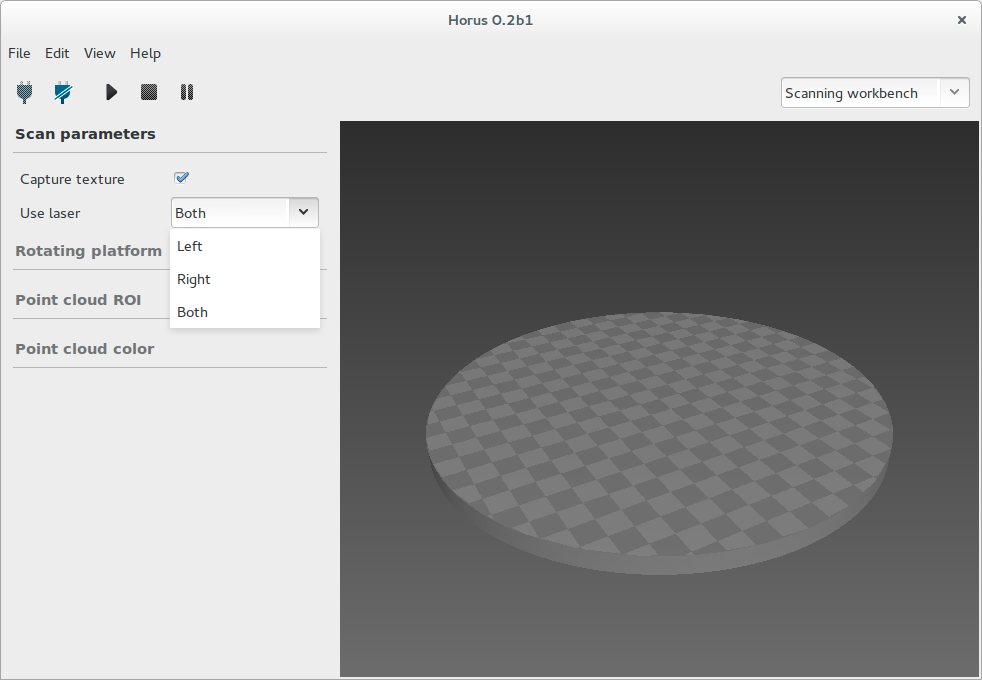 Horus 0.2b1
File Edit View Help
Scanning workbench
Scan parameters
Capture texture
Use laser Both
Left
Rotating platform
Right
Point cloud ROI
Both
Point cloud color